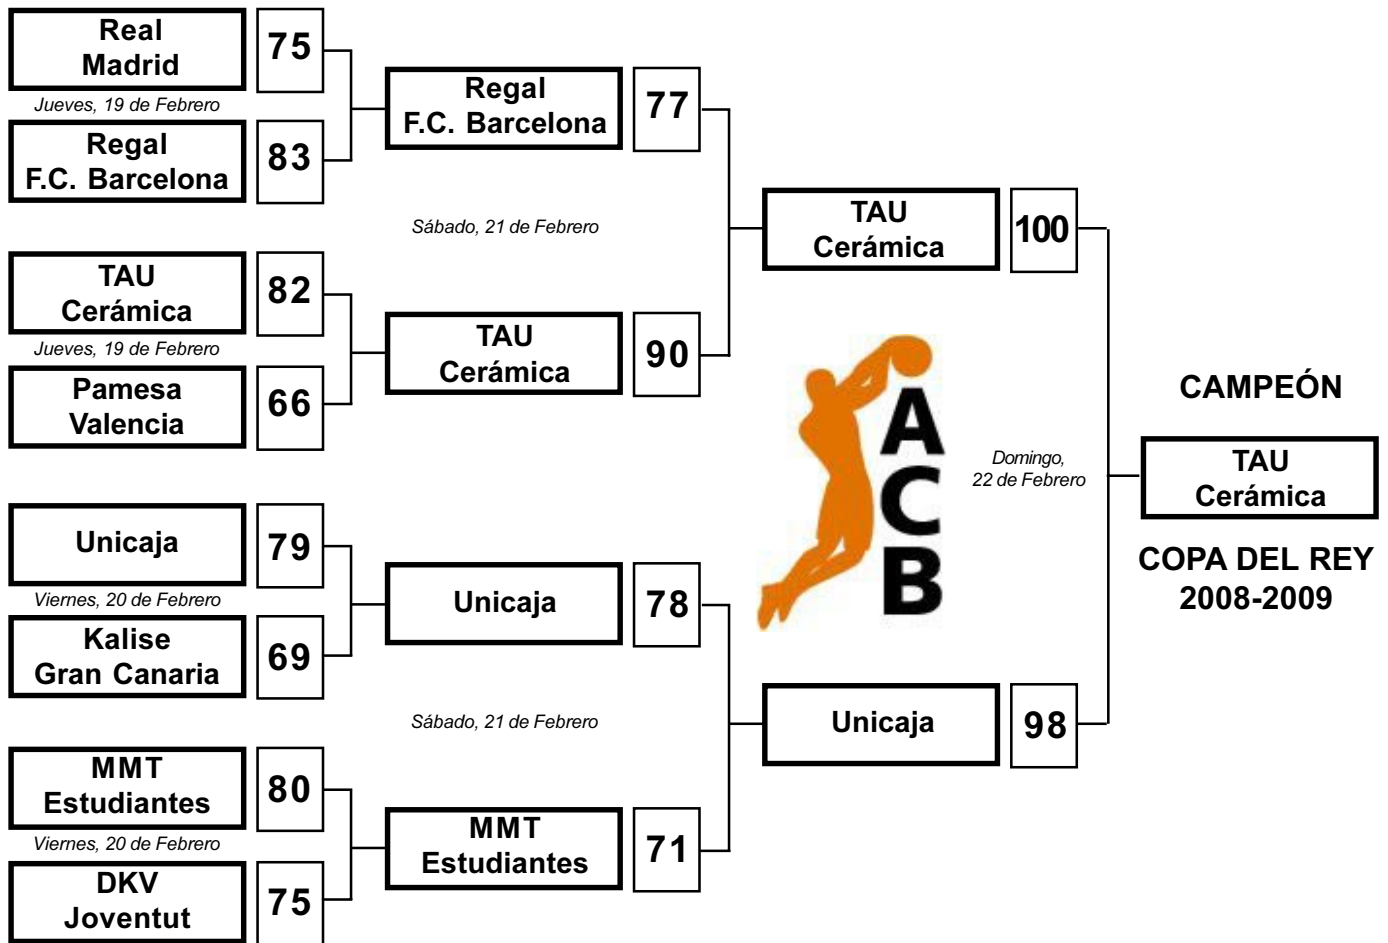 Real
Madrid
75
Jueves, 19 de Febrero
Regal
F.C. Barcelona
83
TAU
Cerámica
82
Jueves, 19 de Febrero
Pamesa
Valencia
66
Unicaja
79
Viernes, 20 de Febrero
Kalise
Gran Canaria
69
MMT
Estudiantes
80
Viernes, 20 de Febrero
DKV
Joventut
75
Regal
F.C. Barcelona
77
Sábado, 21 de Febrero
TAU
Cerámica
90
Unicaja
78
Sábado, 21 de Febrero
MMT
Estudiantes
71
TAU
Cerámica
100
A
C
B
Domingo,
22 de Febrero
Unicaja
98
CAMPEÓN
TAU
Cerámica
COPA DEL REY
2008-2009